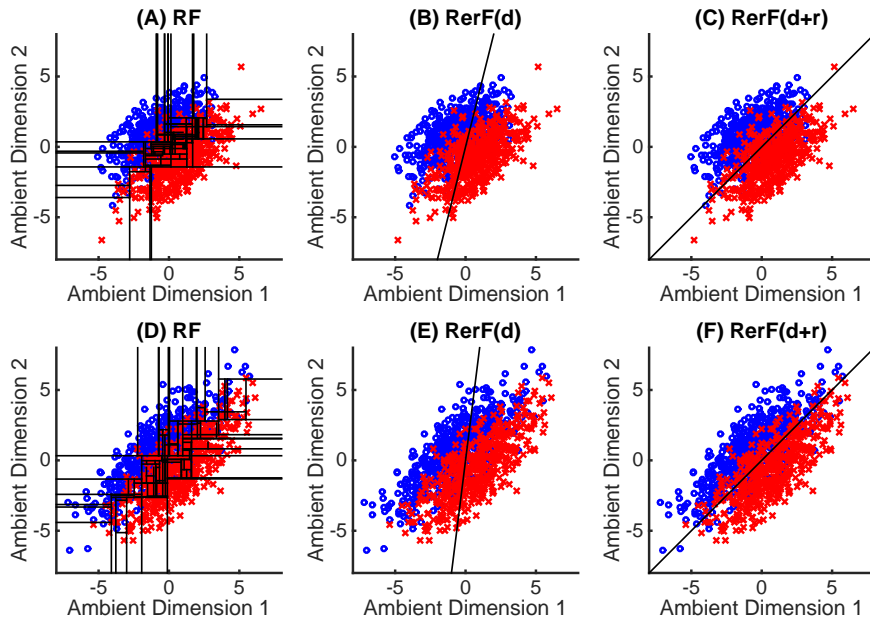 (A) RF
(B) RerF(d)
(C) RerF(d+r)
Ambient Dimension 2
5
0
-5
-5 0 5
Ambient Dimension 1
Ambient Dimension 2
5
0
-5
-5 0 5
Ambient Dimension 1
Ambient Dimension 2
5
0
-5
-5 0 5
Ambient Dimension 1
(D) RF
(E) RerF(d)
(F) RerF(d+r)
Ambient Dimension 2
5
0
-5
-5 0 5
Ambient Dimension 1
Ambient Dimension 2
5
0
-5
-5 0 5
Ambient Dimension 1
Ambient Dimension 2
5
0
-5
-5 0 5
Ambient Dimension 1